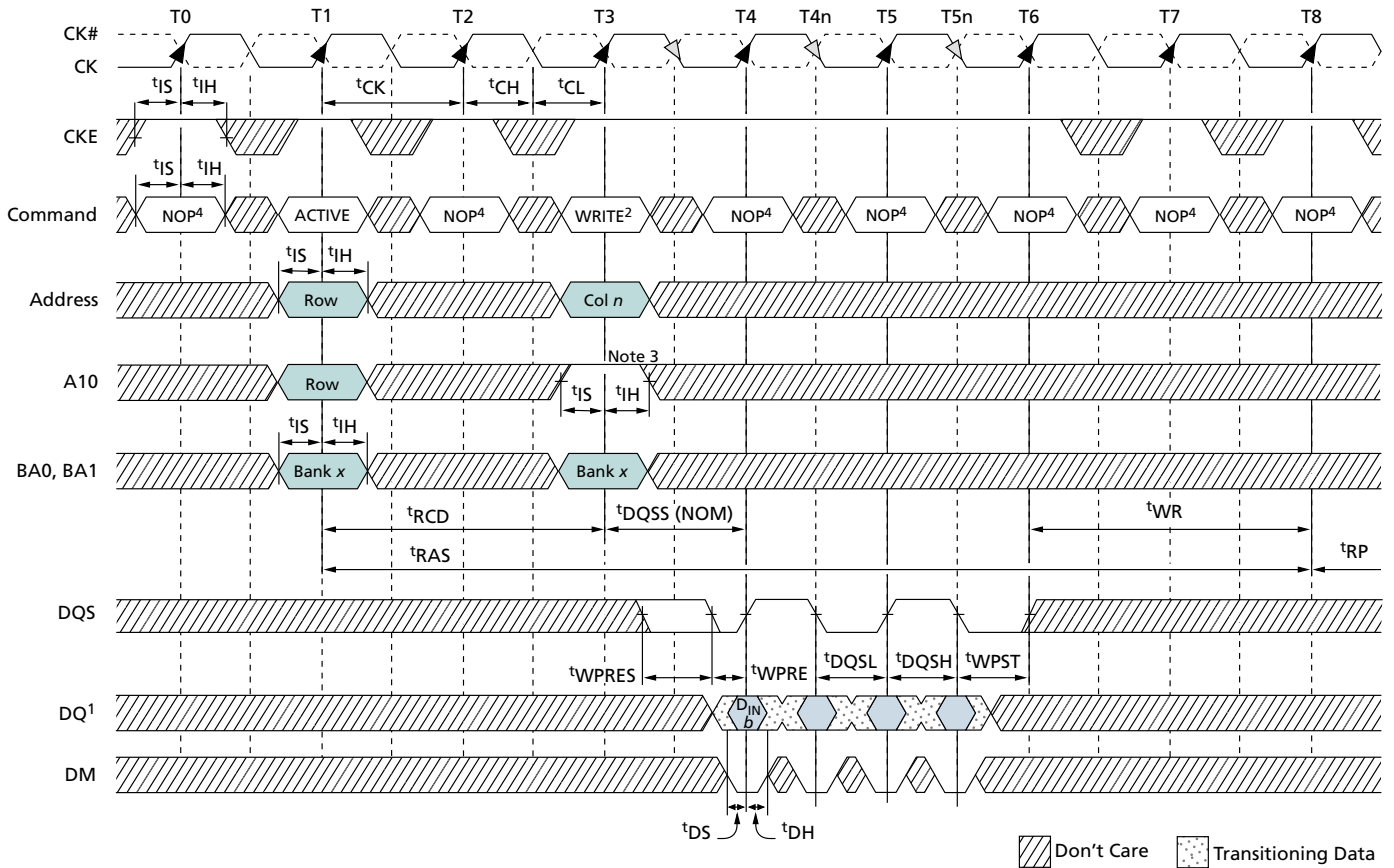 T0 T1 T2 T3 T4 T4n T5 T5n T6 T7 T8
CK#
CK
tIS tIH tCK tCH tCL
CKE
tIS tIH
Command NOP4 ACTIVE NOP4 WRITE2 NOP4 NOP4 NOP4 NOP4 NOP4
tIS tIH
Address Row Col n
Note 3
A10 Row
tIS tIH
tIS tIH
BA0, BA1 Bank x Bank x
tRCD tDQSS (NOM) tWR
tRAS tRP
DQS
tWPRES tWPRE tDQSL tDQSH tWPST
DQ1 DIN
b
DM
tDS tDH
Don't Care Transitioning Data